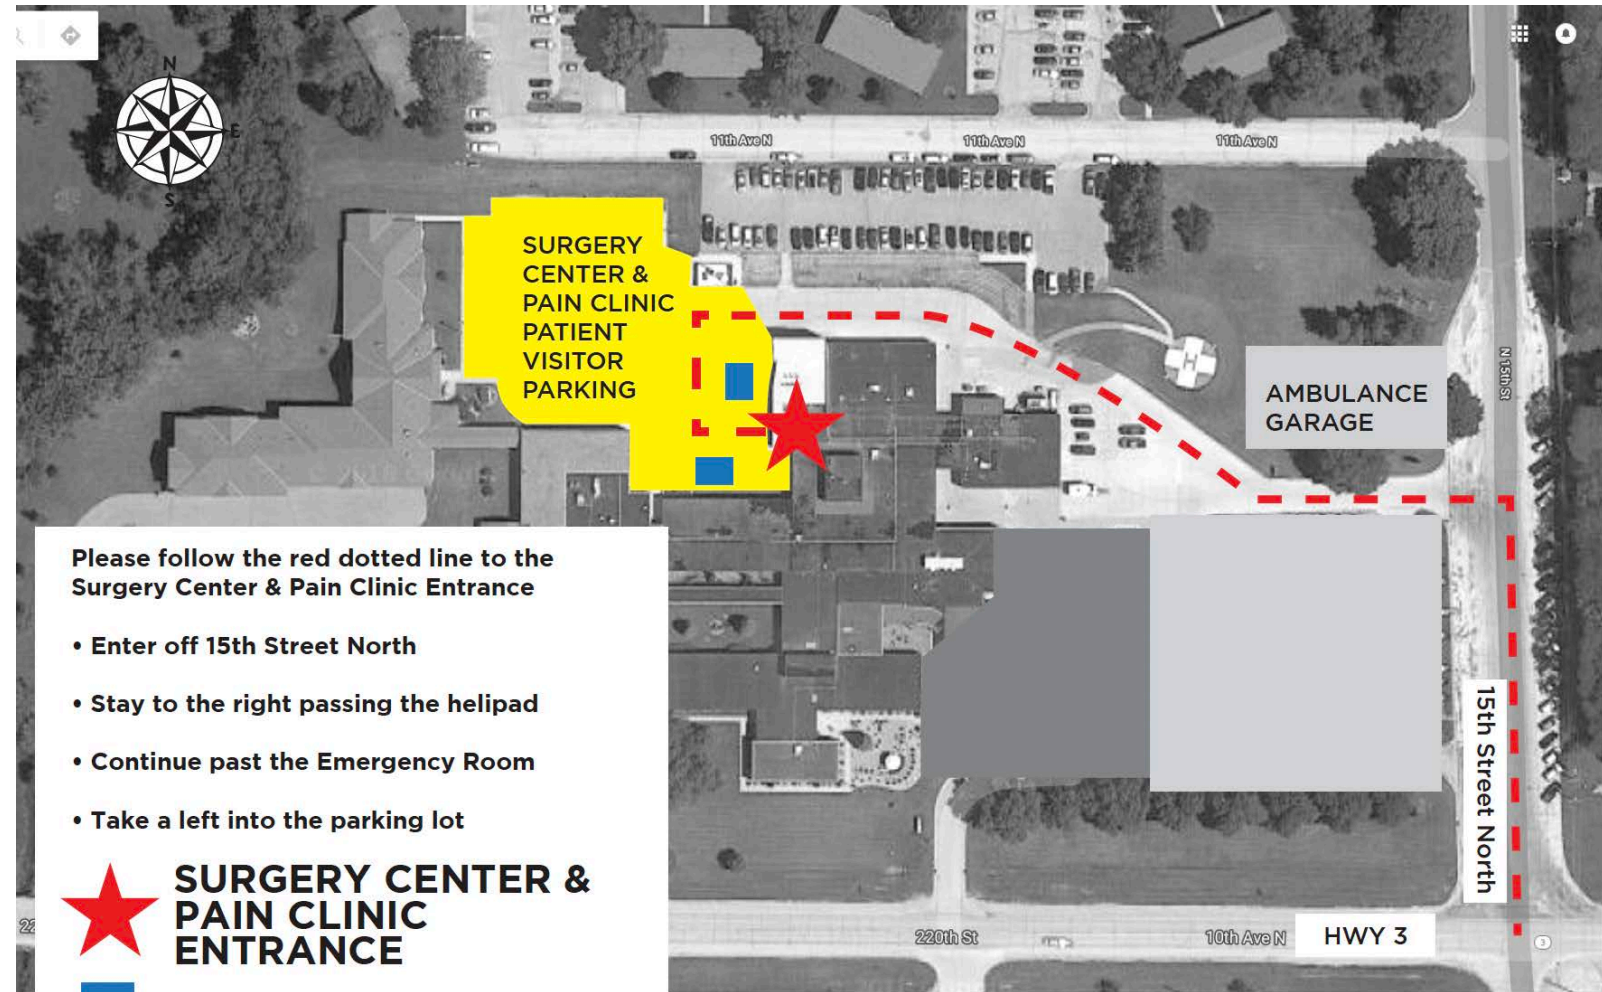 N
E
S
11th Ave N
11th Ave N
11th Ave N
SURGERY
CENTER &
PAIN CLINIC
PATIENT
VISITOR
PARKING
H
N 15th St
AMBULANCE
GARAGE
Please follow the red dotted line to the
Surgery Center & Pain Clinic Entrance
• Enter off 15th Street North
• Stay to the right passing the helipad
• Continue past the Emergency Room
• Take a left into the parking lot
SURGERY CENTER &
PAIN CLINIC
ENTRANCE
15th Street North
22
220th St
10th Ave N
HWY 3
3